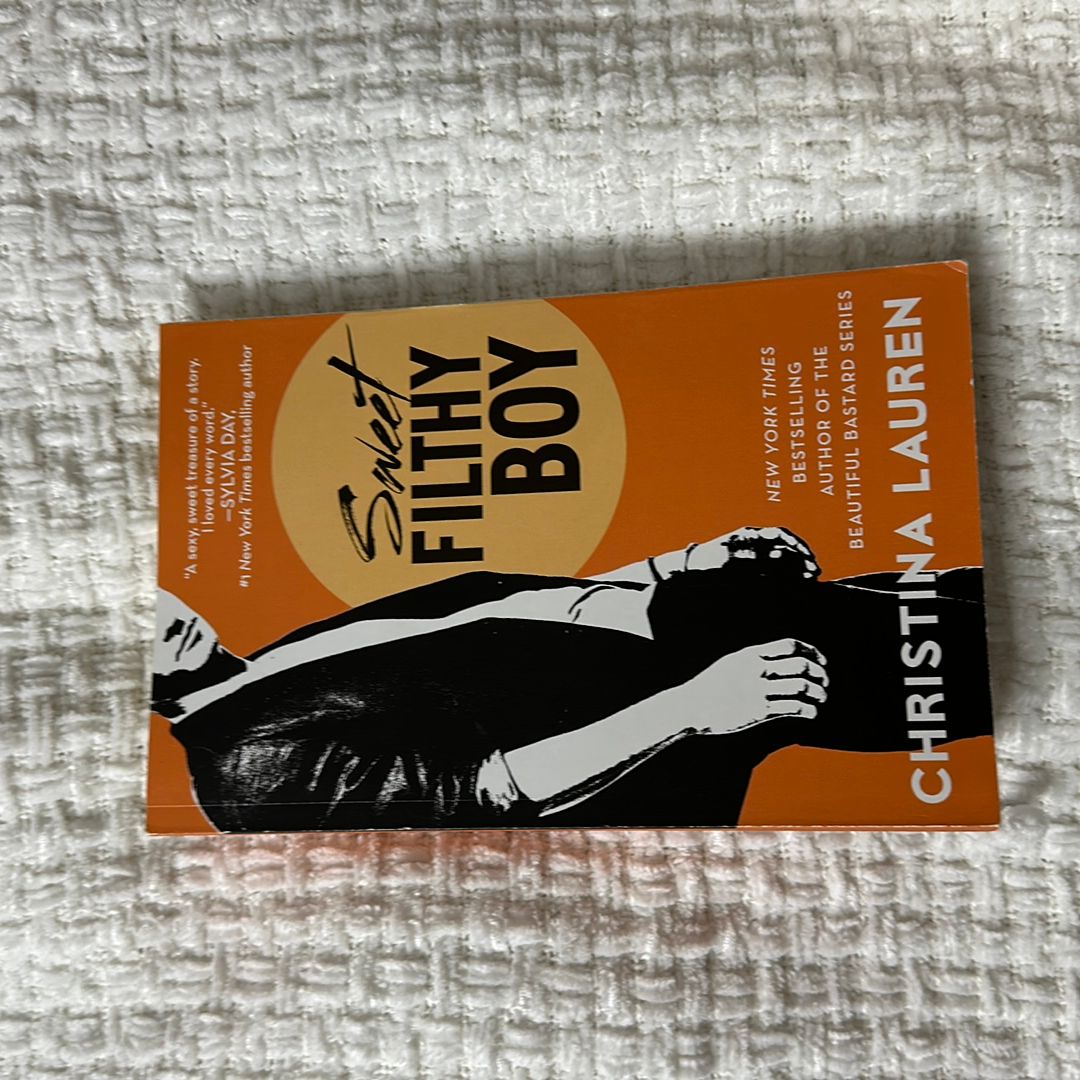 "A sexy, sweet treasure of a story.
I loved every word."
—SYLVIA DAY,
#1 New York Times bestselling author
Sweet
FILTHY
BOY
NEW YORK TIMES
BESTSELLING
AUTHOR OF THE
BEAUTIFUL BASTARD SERIES
CHRISTINA LAUREN